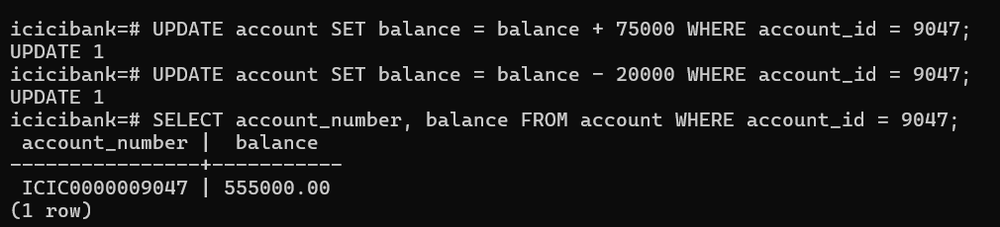 icicibank=# UPDATE account SET balance = balance + 75000 WHERE account_id = 9047;
UPDATE 1
icicibank=# UPDATE account SET balance = balance - 20000 WHERE account_id = 9047;
UPDATE 1
icicibank=# SELECT account_number, balance FROM account WHERE account_id = 9047;
 account_number |  balance
----------------+-----------
 ICIC0000009047 | 555000.00
(1 row)